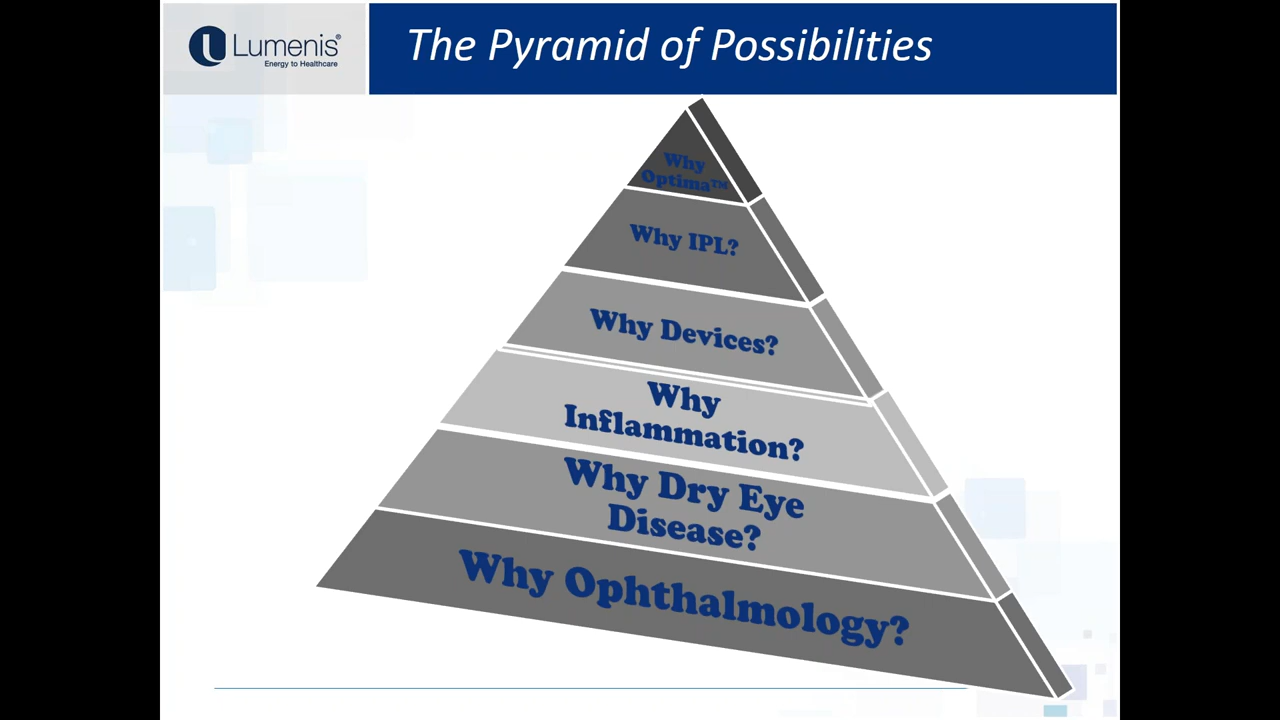 Lumenis®
Energy to Healthcare
The Pyramid of Possibilities
Why
Optima™
Why IPL?
Why Devices?
Why
Inflammation?
Why Dry Eye
Disease?
Why Ophthalmology?